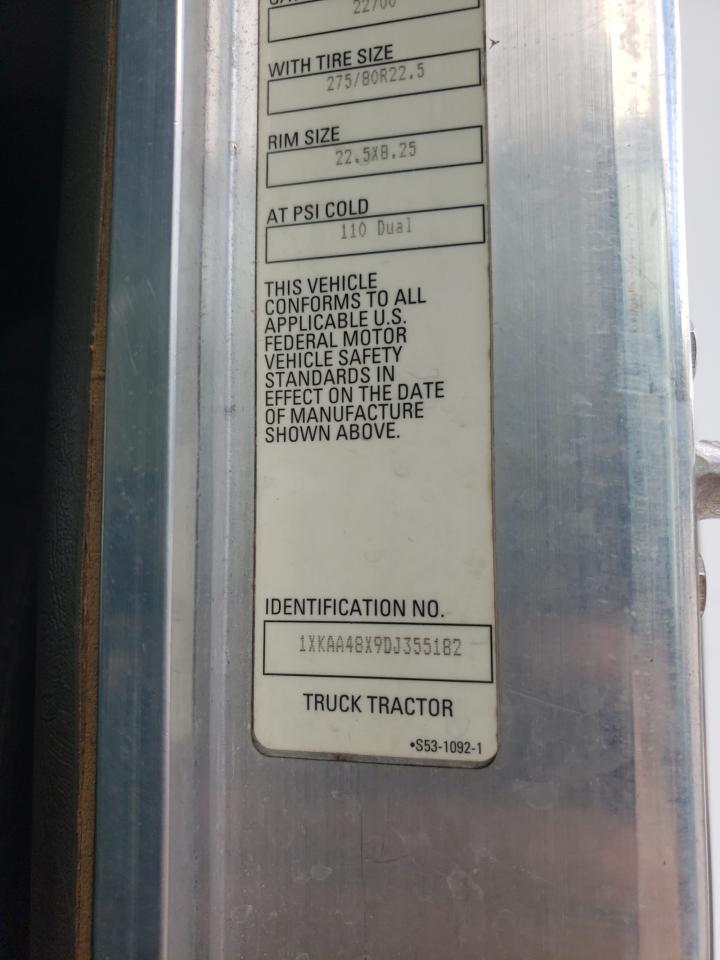 22700
WITH TIRE SIZE
275/80R22.5
RIM SIZE
22.5X8.25
AT PSI COLD
110 Dual
THIS VEHICLE
CONFORMS TO ALL
APPLICABLE U.S.
FEDERAL MOTOR
VEHICLE SAFETY
STANDARDS IN
EFFECT ON THE DATE
OF MANUFACTURE
SHOWN ABOVE.
IDENTIFICATION NO.
1XKAA48X9DJ355182
TRUCK TRACTOR
•S53-1092-1